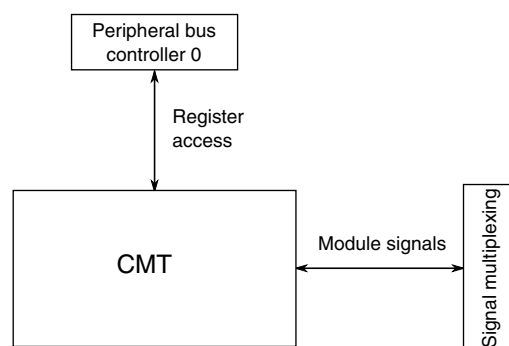 Peripheral bus
controller 0
Register
access
CMT
Module signals
Signal multiplexing